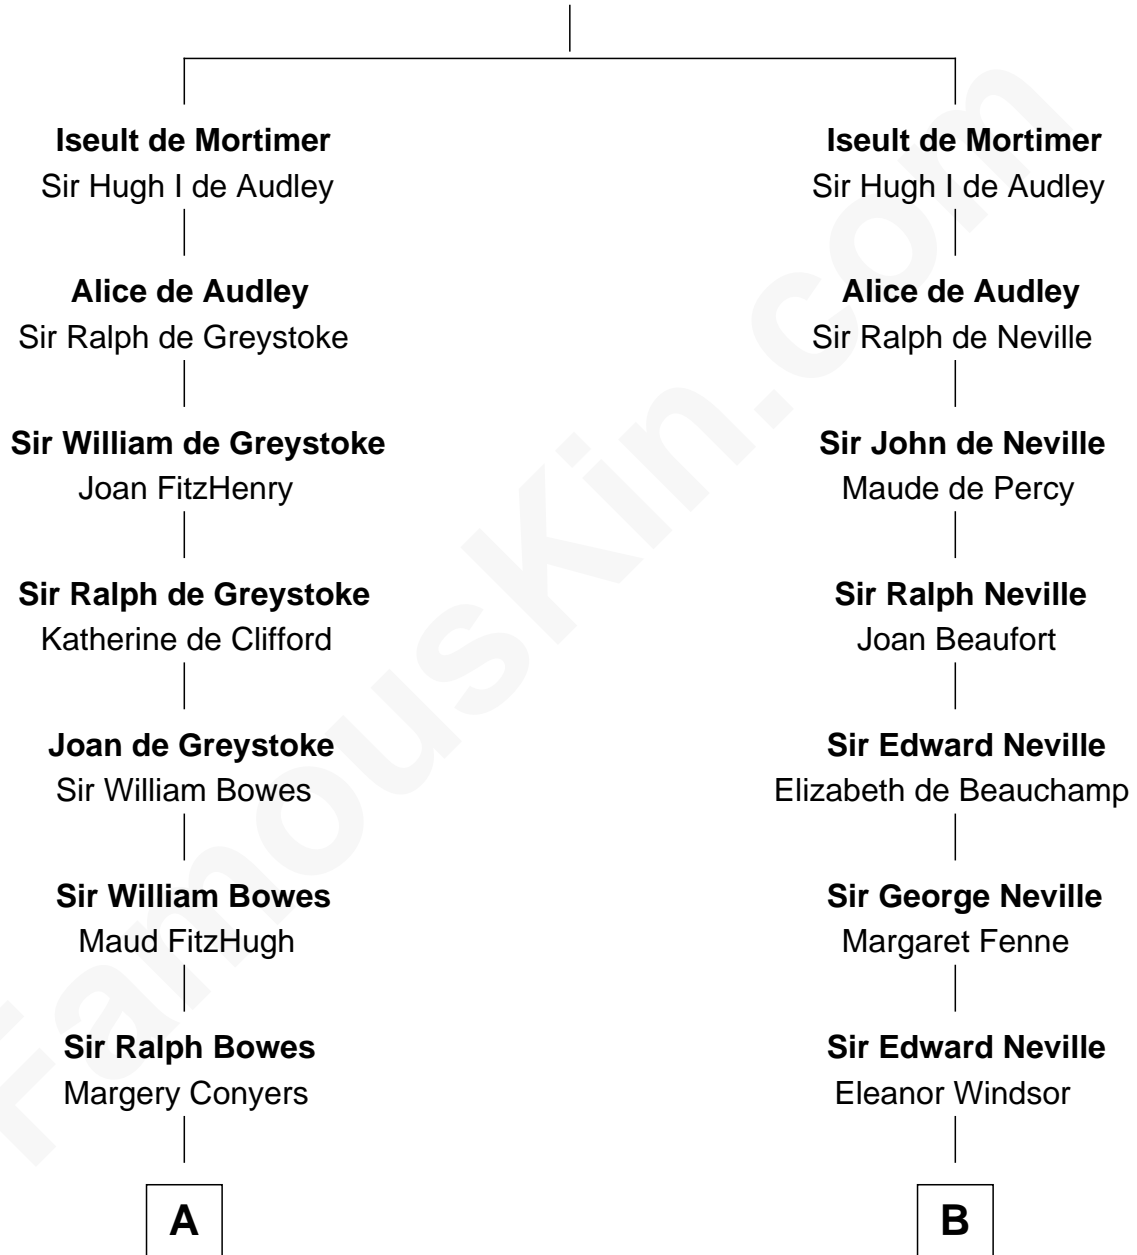 Iseult de Mortimer
Sir Hugh I de Audley
Alice de Audley
Sir Ralph de Greystoke
Sir William de Greystoke
Joan FitzHenry
Sir Ralph de Greystoke
Katherine de Clifford
Joan de Greystoke
Sir William Bowes
Sir William Bowes
Maud FitzHugh
Sir Ralph Bowes
Margery Conyers
A
Iseult de Mortimer
Sir Hugh I de Audley
Alice de Audley
Sir Ralph de Neville
Sir John de Neville
Maude de Percy
Sir Ralph Neville
Joan Beaufort
Sir Edward Neville
Elizabeth de Beauchamp
Sir George Neville
Margaret Fenne
Sir Edward Neville
Eleanor Windsor
B
FamousKin.com